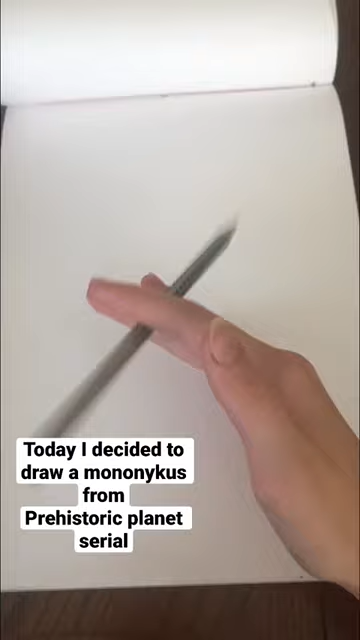 Today I decided to
draw a mononykus
from
Prehistoric planet
serial